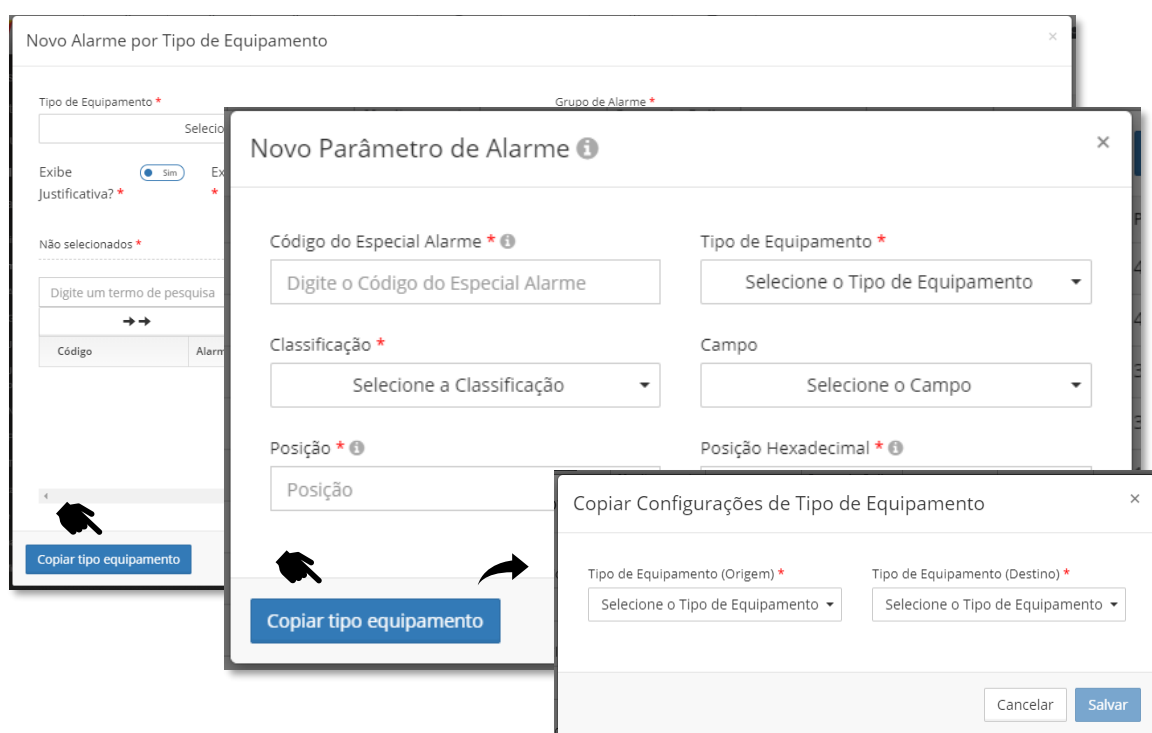 Novo Alarme por Tipo de Equipamento
×
Tipo de Equipamento *
Grupo de Alarme *
Exibe
Sim
Justificativa? *
*
Não selecionados *
Digite um termo de pesquisa
Código
Copiar tipo equipamento
Novo Parâmetro de Alarme
×
Código do Especial Alarme *
Tipo de Equipamento *
Digite o Código do Especial Alarme
Selecione o Tipo de Equipamento
Classificação *
Campo
Selecione a Classificação
Selecione o Campo
Posição *
Posição Hexadecimal *
Posição
Copiar tipo equipamento
Copiar Configurações de Tipo de Equipamento
×
Tipo de Equipamento (Origem) *
Tipo de Equipamento (Destino) *
Selecione o Tipo de Equipamento
Selecione o Tipo de Equipamento
Cancelar
Salvar